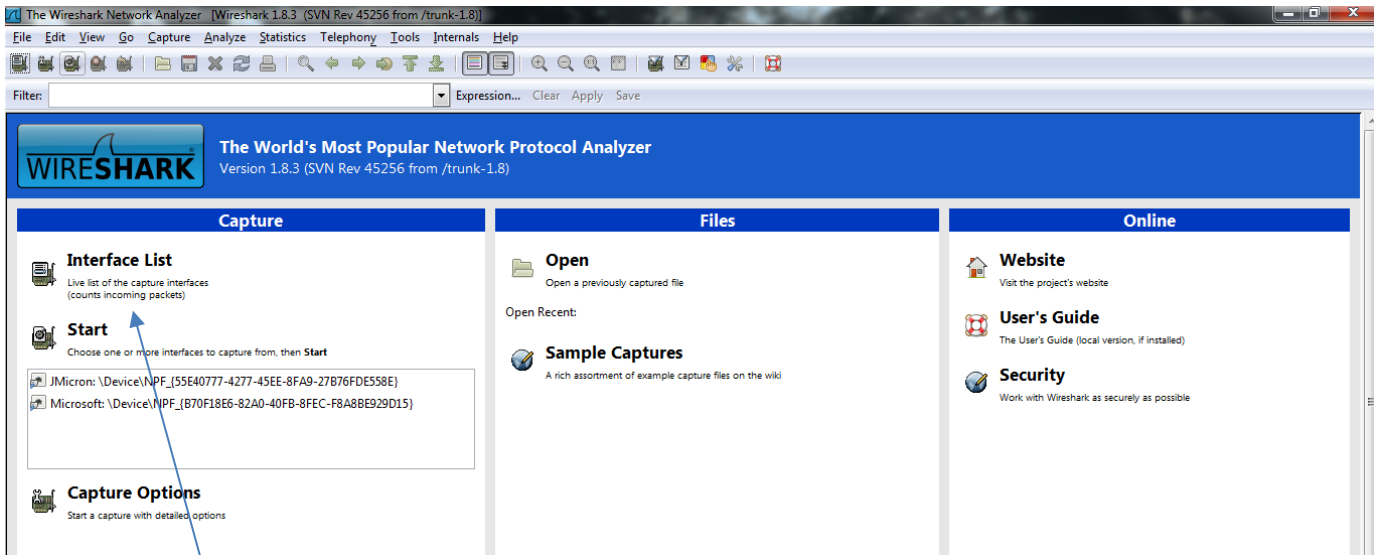 The Wireshark Network Analyzer [Wireshark 1.8.3 (SVN Rev 45256 from /trunk-1.8)]
File Edit View Go Capture Analyze Statistics Telephony Tools Internals Help
Filter: Expression... Clear Apply Save
WIRESHARK
The World's Most Popular Network Protocol Analyzer
Version 1.8.3 (SVN Rev 45256 from /trunk-1.8)
Capture
Interface List
Live list of the capture interfaces
(counts incoming packets)
Start
Choose one or more interfaces to capture from, then Start
JMicron: \Device\NPF_{55E40777-4277-45EE-8FA9-27B76FDE558E}
Microsoft: \Device\NPF_{B70F18E6-82A0-40FB-8FEC-F8A8BE929D15}
Capture Options
Start a capture with detailed options
Files
Open
Open a previously captured file
Open Recent:
Sample Captures
A rich assortment of example capture files on the wiki
Online
Website
Visit the project's website
User's Guide
The User's Guide (local version, if installed)
Security
Work with Wireshark as securely as possible